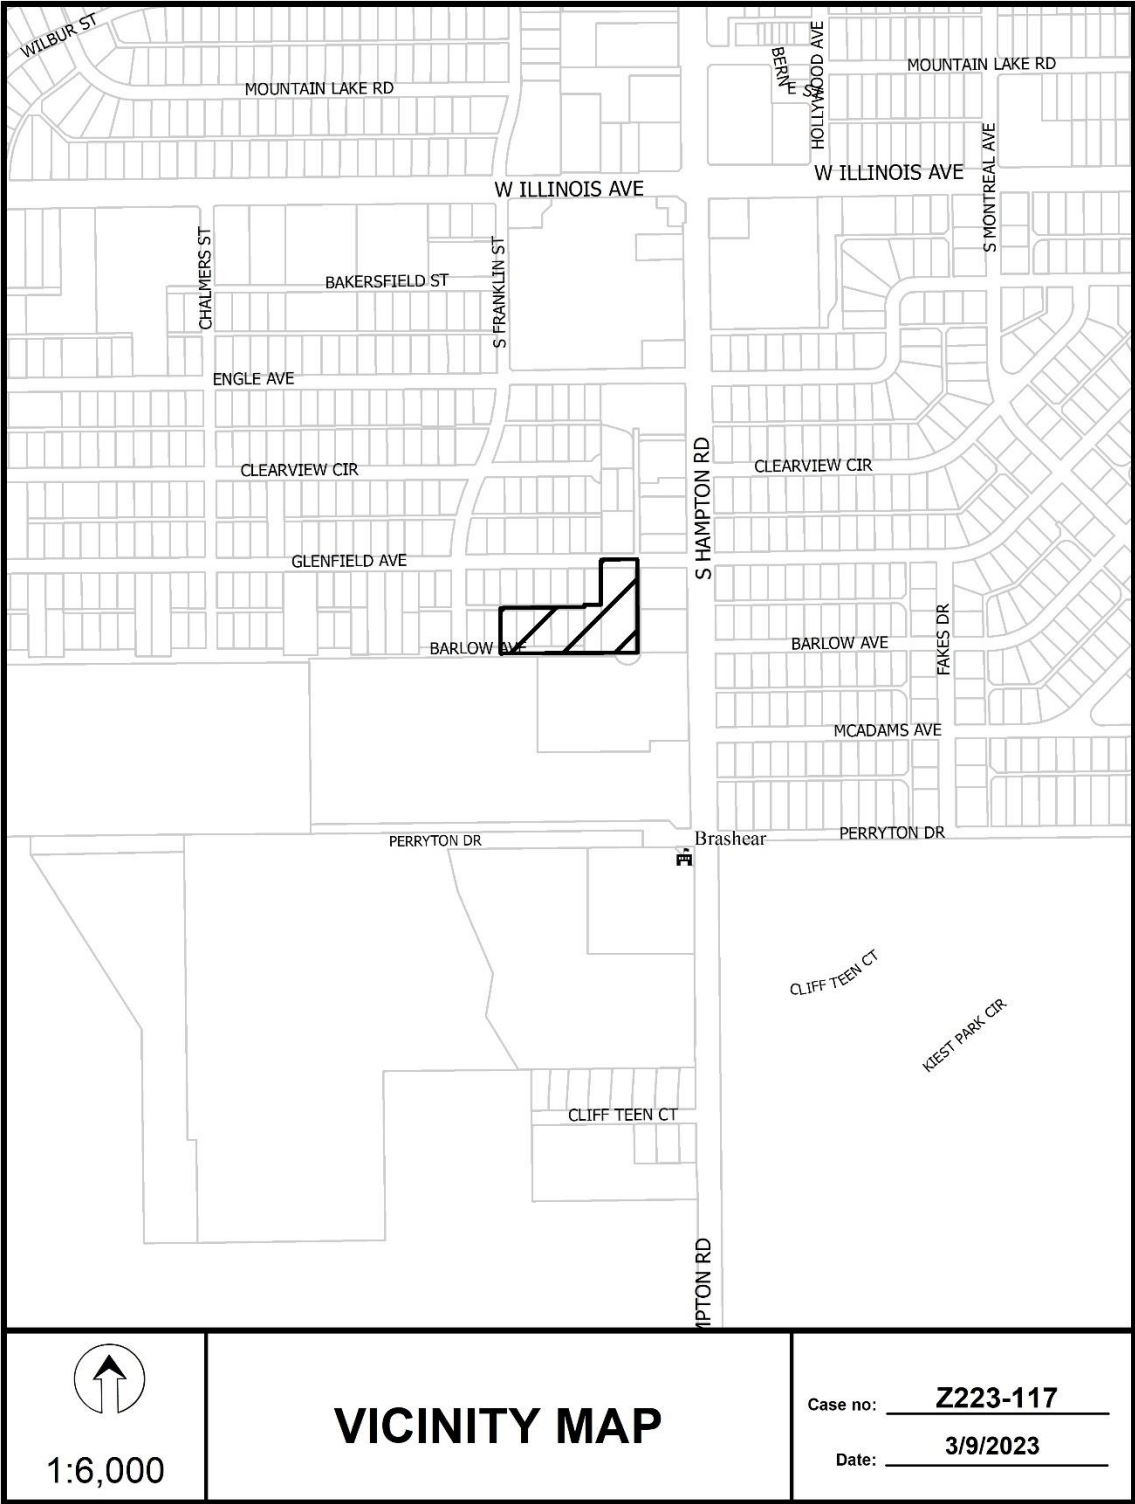 WILBUR ST
MOUNTAIN LAKE RD
BERN
E S
HOLLYWOOD AVE
MOUNTAIN LAKE RD
W ILLINOIS AVE
W ILLINOIS AVE
S MONTREAL AVE
CHALMERS ST
BAKERSFIELD ST
S FRANKLIN ST
ENGLE AVE
CLEARVIEW CIR
CLEARVIEW CIR
S HAMPTON RD
GLENFIELD AVE
BARLOW AVE
BARLOW AVE
FAKES DR
MCADAMS AVE
PERRYTON DR
Brashear
PERRYTON DR
CLIFF TEEN CT
KIEST PARK CIR
CLIFF TEEN CT
MPTON RD
1:6,000
VICINITY MAP
Case no: Z223-117
Date: 3/9/2023